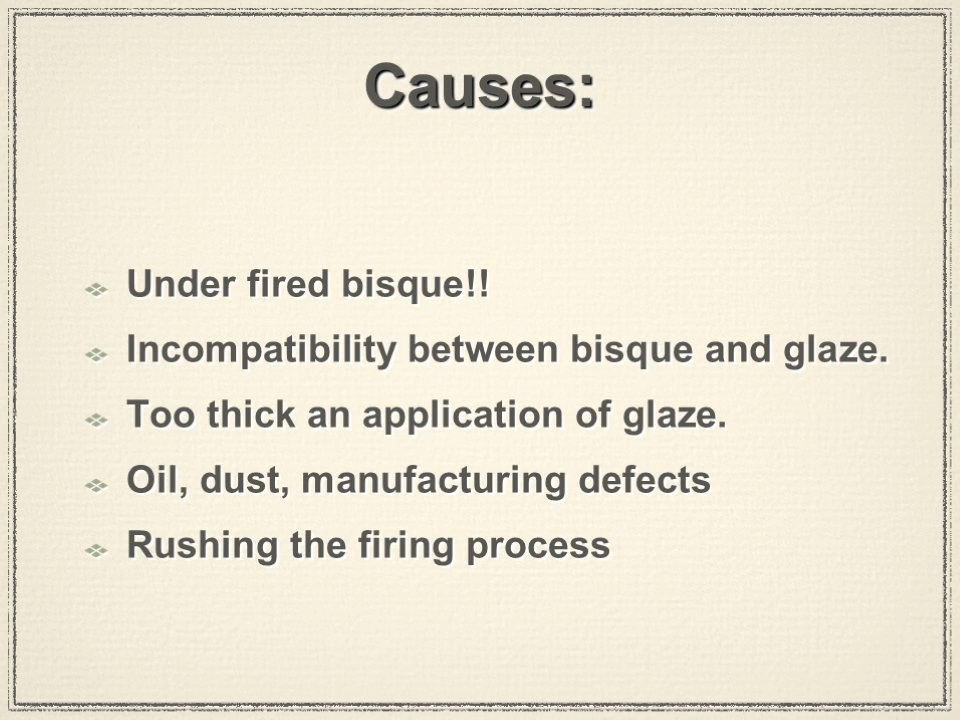 Causes:
Under fired bisque!!
Incompatibility between bisque and glaze.
Too thick an application of glaze.
Oil, dust, manufacturing defects
Rushing the firing process